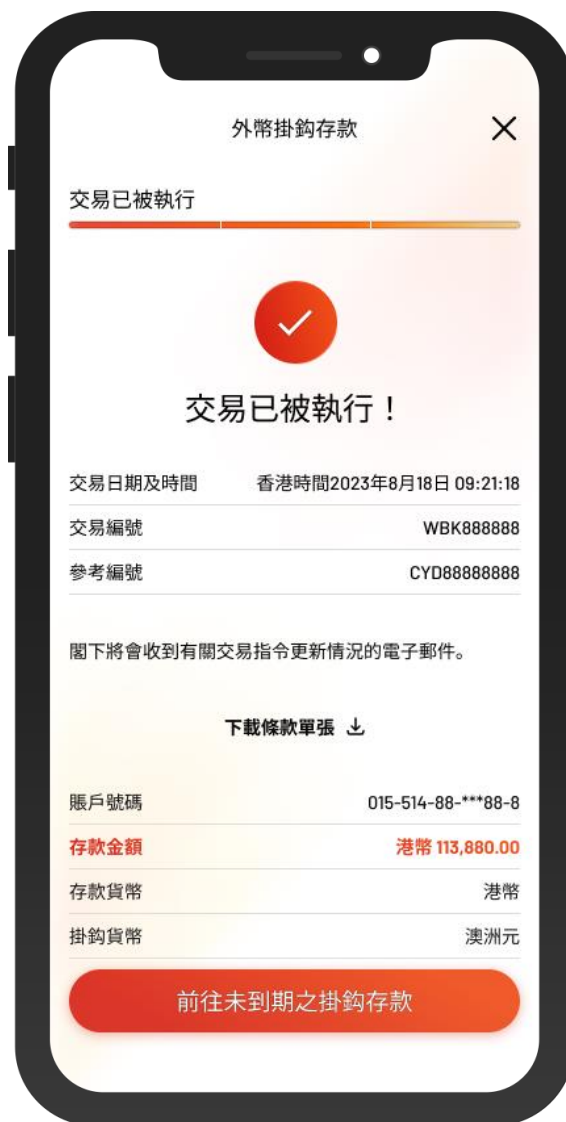 外幣掛鈎存款
交易已被執行
交易已被執行！
交易日期及時間 香港時間2023年8月18日 09:21:18
交易編號 WBK888888
參考編號 CYD88888888
閣下將會收到有關交易指令更新情況的電子郵件。
下載條款單張
賬戶號碼 015-514-88-***88-8
存款金額 港幣 113,880.00
存款貨幣 港幣
掛鈎貨幣 澳洲元
前往未到期之掛鈎存款